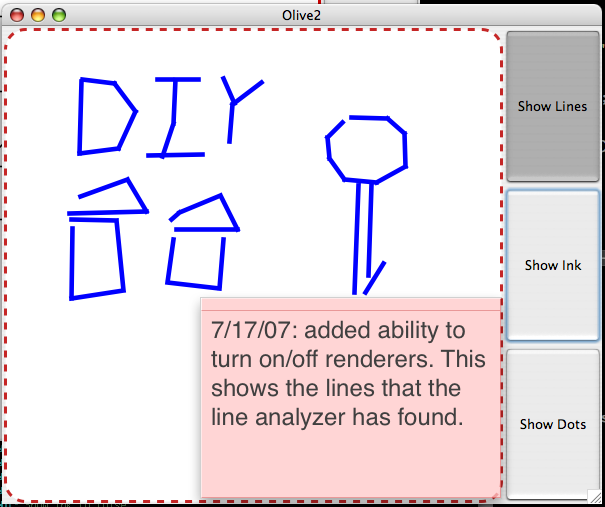 Olive2
DIY
Show Lines
Show Ink
Show Dots
7/17/07: added ability to
turn on/off renderers. This
shows the lines that the
line analyzer has found.